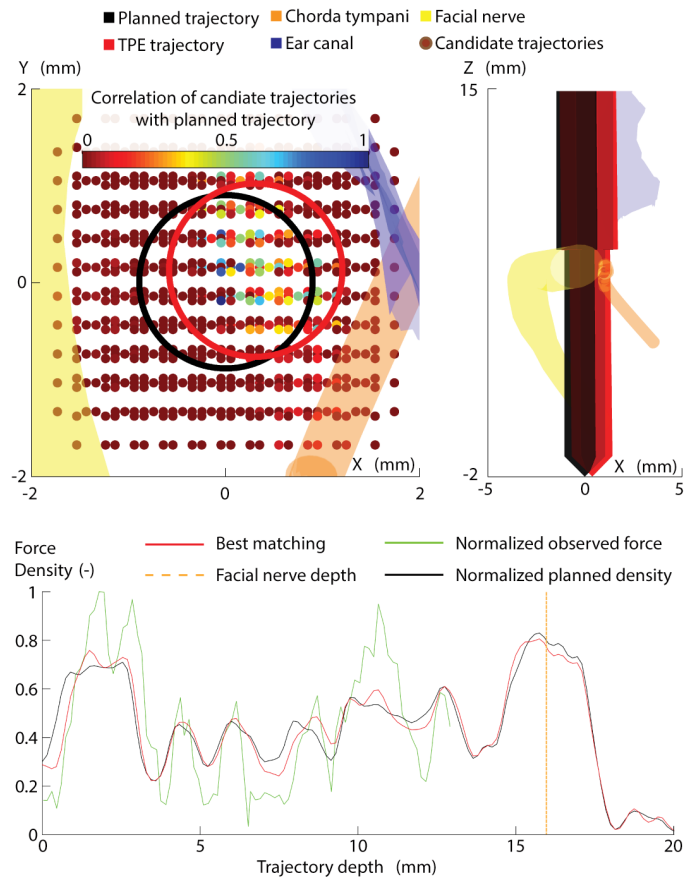 Planned trajectory
Chorda tympani
Facial nerve
TPE trajectory
Ear canal
Candidate trajectories
Y (mm)
2
0
-2
Correlation of candiate trajectories
with planned trajectory
0
0.5
1
X (mm)
-2
0
2
Z (mm)
15
-2
X (mm)
-5
0
5
Force
Density (-)
Best matching
Normalized observed force
Facial nerve depth
Normalized planned density
1
0.8
0.6
0.4
0.2
0
0
5
10
15
20
Trajectory depth (mm)